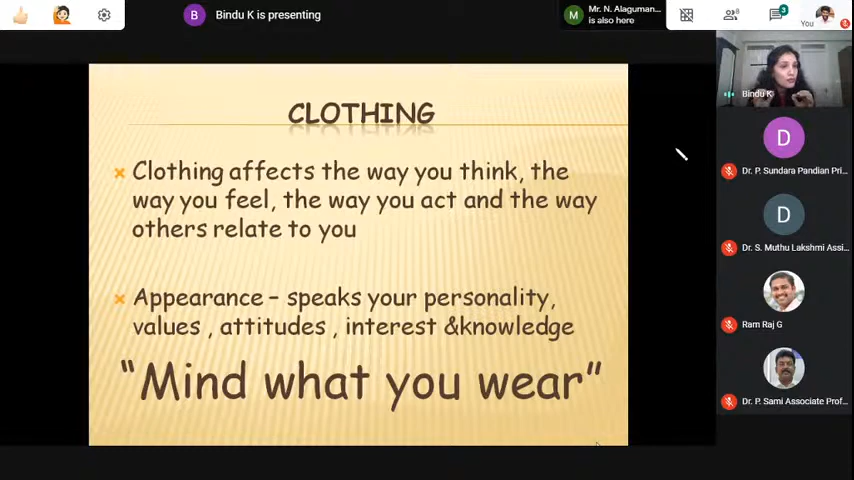 B Bindu K is presenting
M Mr. N. Alaguman...
is also here
8
3
You
CLOTHING
Clothing affects the way you think, the
way you feel, the way you act and the way
others relate to you
Appearance – speaks your personality,
values , attitudes , interest &knowledge
“Mind what you wear”
Bindu K
D
Dr. P. Sundara Pandian Pri...
D
Dr. S. Muthu Lakshmi Assi...
Ram Raj G
Dr. P. Sami Associate Prof...